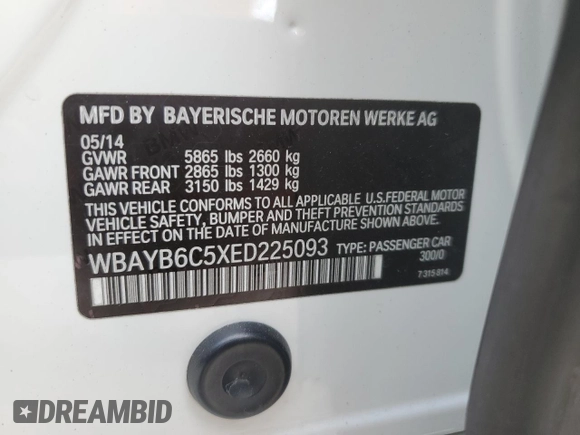 MFD BY BAYERISCHE MOTOREN WERKE AG
05/14
GVWR 5865 lbs 2660 kg
GAWR FRONT 2865 lbs 1300 kg
GAWR REAR 3150 lbs 1429 kg
THIS VEHICLE CONFORMS TO ALL APPLICABLE U.S.FEDERAL MOTOR
VEHICLE SAFETY, BUMPER AND THEFT PREVENTION STANDARDS
IN EFFECT ON THE DATE OF MANUFACTURE SHOWN ABOVE.
WBAYB6C5XED225093 TYPE: PASSENGER CAR
300/0
7 315 814
DREAMBID